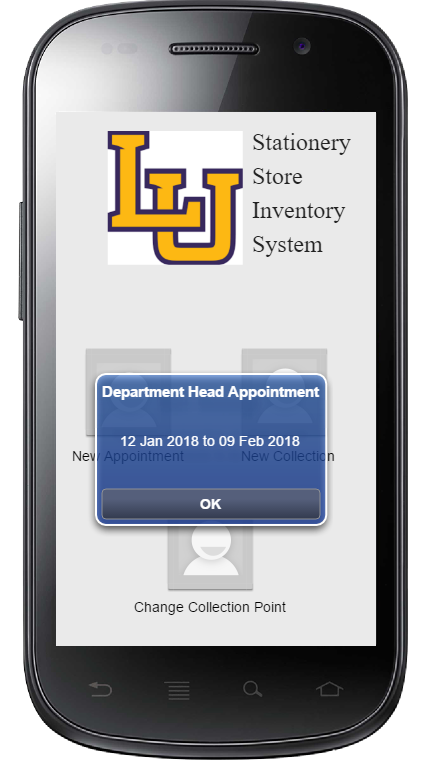 LU
Stationery
Store
Inventory
System
Department Head Appointment
12 Jan 2018 to 09 Feb 2018
New Appointment
New Collection
OK
Change Collection Point